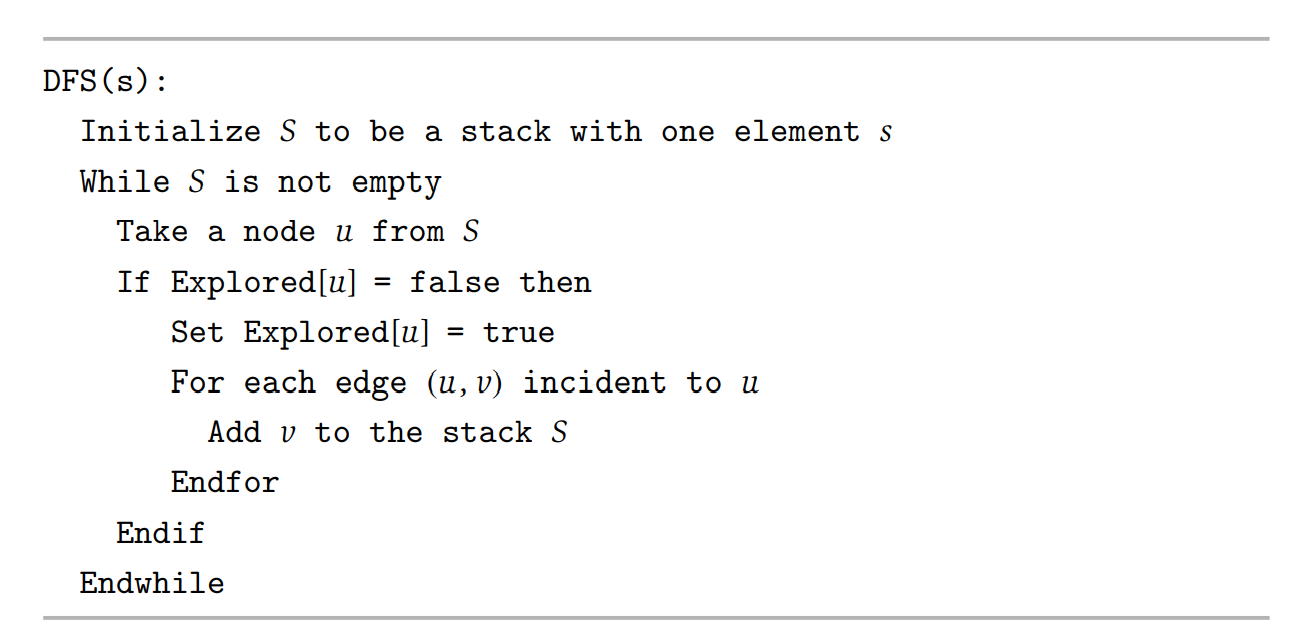 DFS(s):
Initialize S to be a stack with one element s
While S is not empty
Take a node u from S
If Explored[u] = false then
Set Explored[u] = true
For each edge (u, v) incident to u
Add v to the stack S
Endfor
Endif
Endwhile